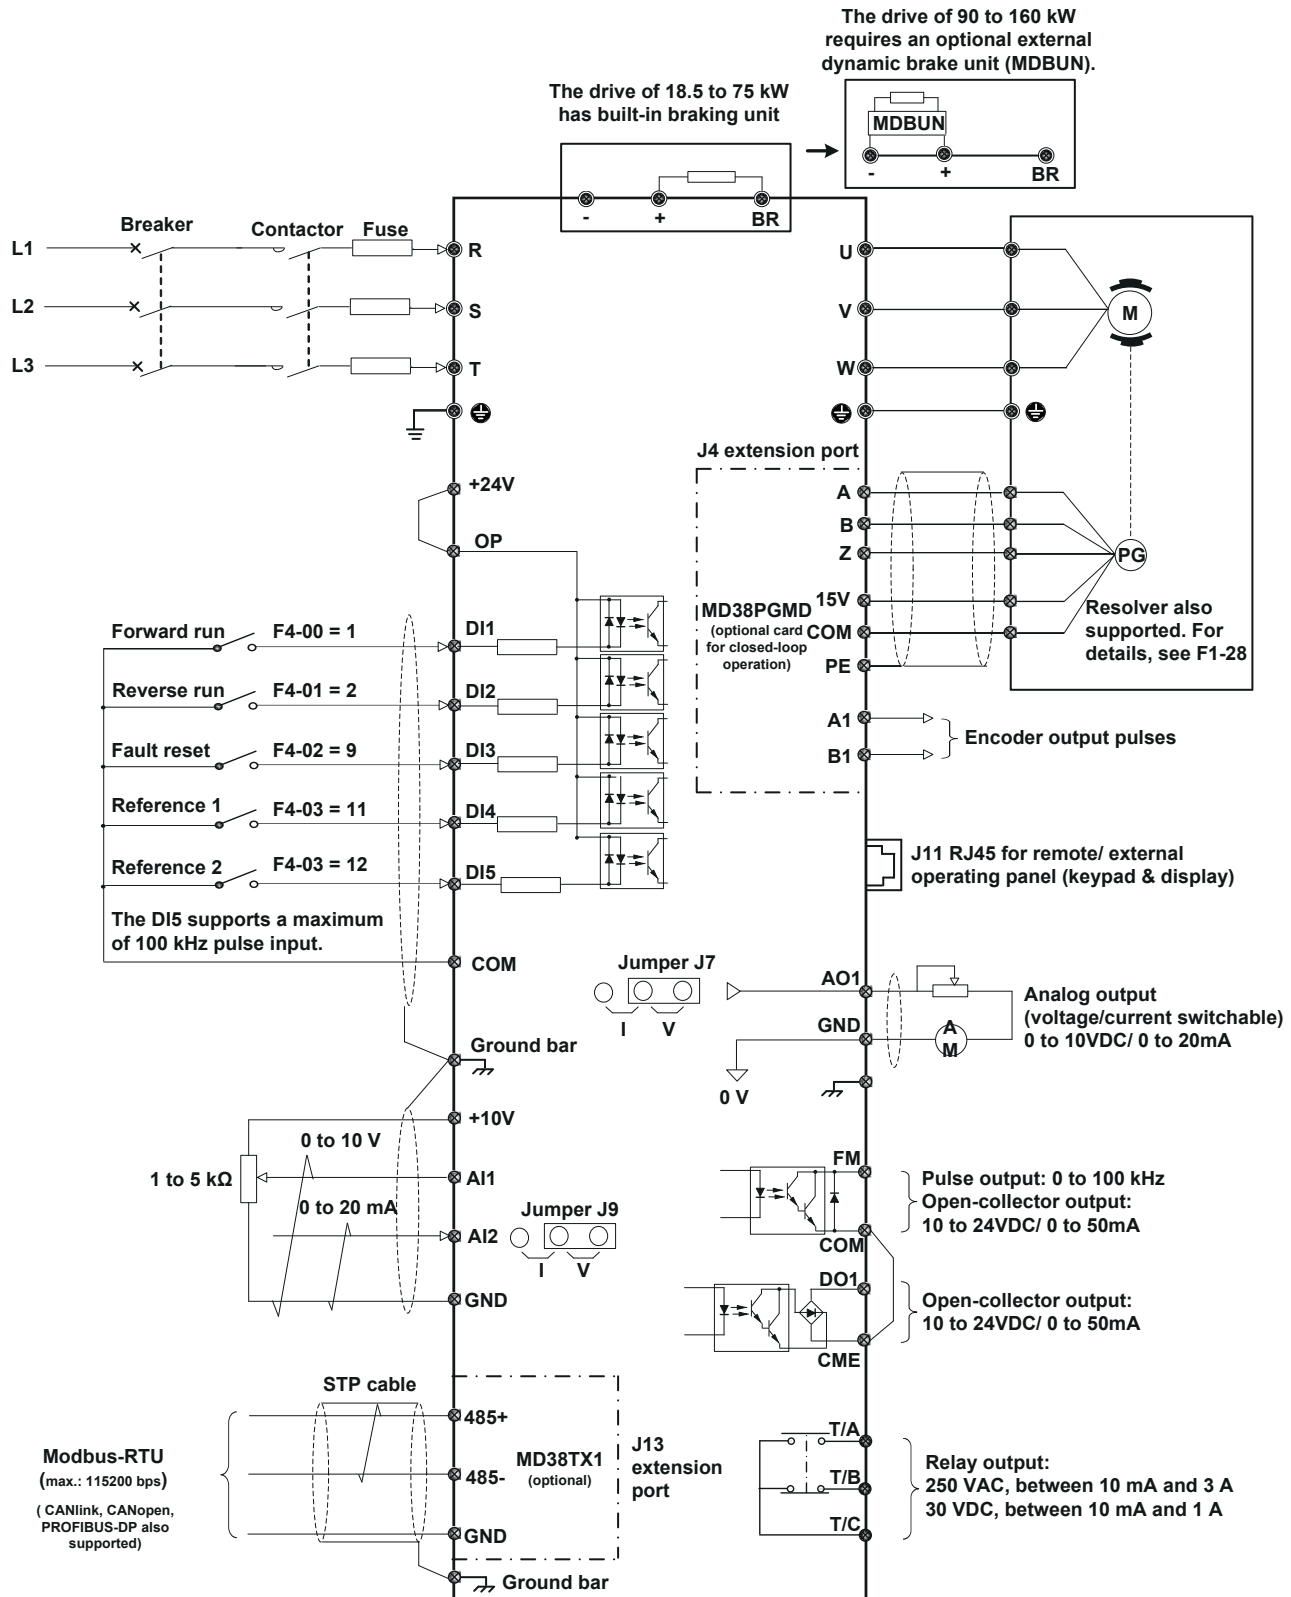 The drive of 90 to 160 kW
requires an optional external
dynamic brake unit (MDBUN).
The drive of 18.5 to 75 kW
has built-in braking unit
MDBUN
- + BR
- + BR
Breaker Contactor Fuse
L1 R U
L2 S V M
L3 T W
J4 extension port
+24V A
OP B
Z PG
MD38PGMD
(optional card
for closed-loop
operation)
15V
COM
PE
Resolver also
supported. For
details, see F1-28
Forward run F4-00 = 1 DI1
Reverse run F4-01 = 2 DI2
Fault reset F4-02 = 9 DI3
Reference 1 F4-03 = 11 DI4
Reference 2 F4-03 = 12 DI5
The DI5 supports a maximum
of 100 kHz pulse input.
COM
A1
B1
Encoder output pulses
J11 RJ45 for remote/ external
operating panel (keypad & display)
Jumper J7
I V
AO1
GND
0 V
A
M
Analog output
(voltage/current switchable)
0 to 10VDC/ 0 to 20mA
Ground bar
+10V
0 to 10 V
1 to 5 kΩ AI1
0 to 20 mA
AI2
Jumper J9
I V
GND
FM
COM
Pulse output: 0 to 100 kHz
Open-collector output:
10 to 24VDC/ 0 to 50mA
DO1
CME
Open-collector output:
10 to 24VDC/ 0 to 50mA
STP cable
485+
485-
GND
Modbus-RTU
(max.: 115200 bps)
( CANlink, CANopen,
PROFIBUS-DP also
supported)
MD38TX1
(optional)
J13
extension
port
Ground bar
T/A
T/B
T/C
Relay output:
250 VAC, between 10 mA and 3 A
30 VDC, between 10 mA and 1 A